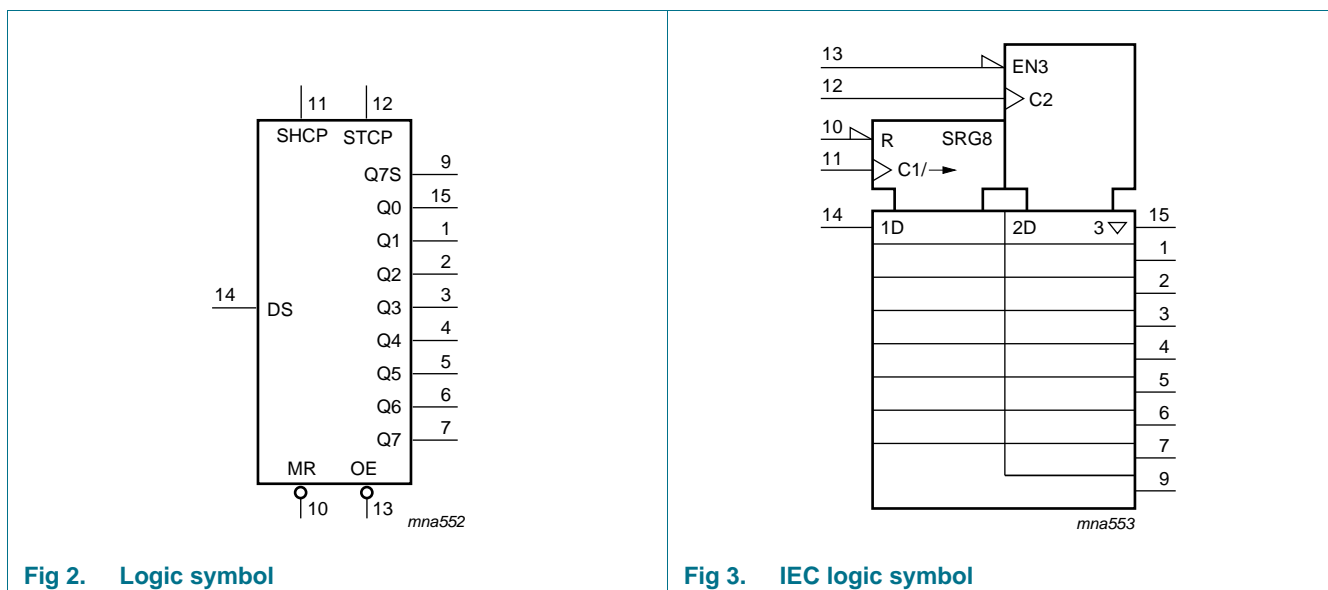 11 12
SHCP STCP
Q7S 9
Q0 15
Q1 1
Q2 2
14 DS Q3 3
Q4 4
Q5 5
Q6 6
Q7 7
MR OE
10 13
mna552
Fig 2. Logic symbol
13 EN3
12 C2
10 R SRG8
11 C1/→
14 1D 2D 3 ▽ 15
1
2
3
4
5
6
7
9
mna553
Fig 3. IEC logic symbol